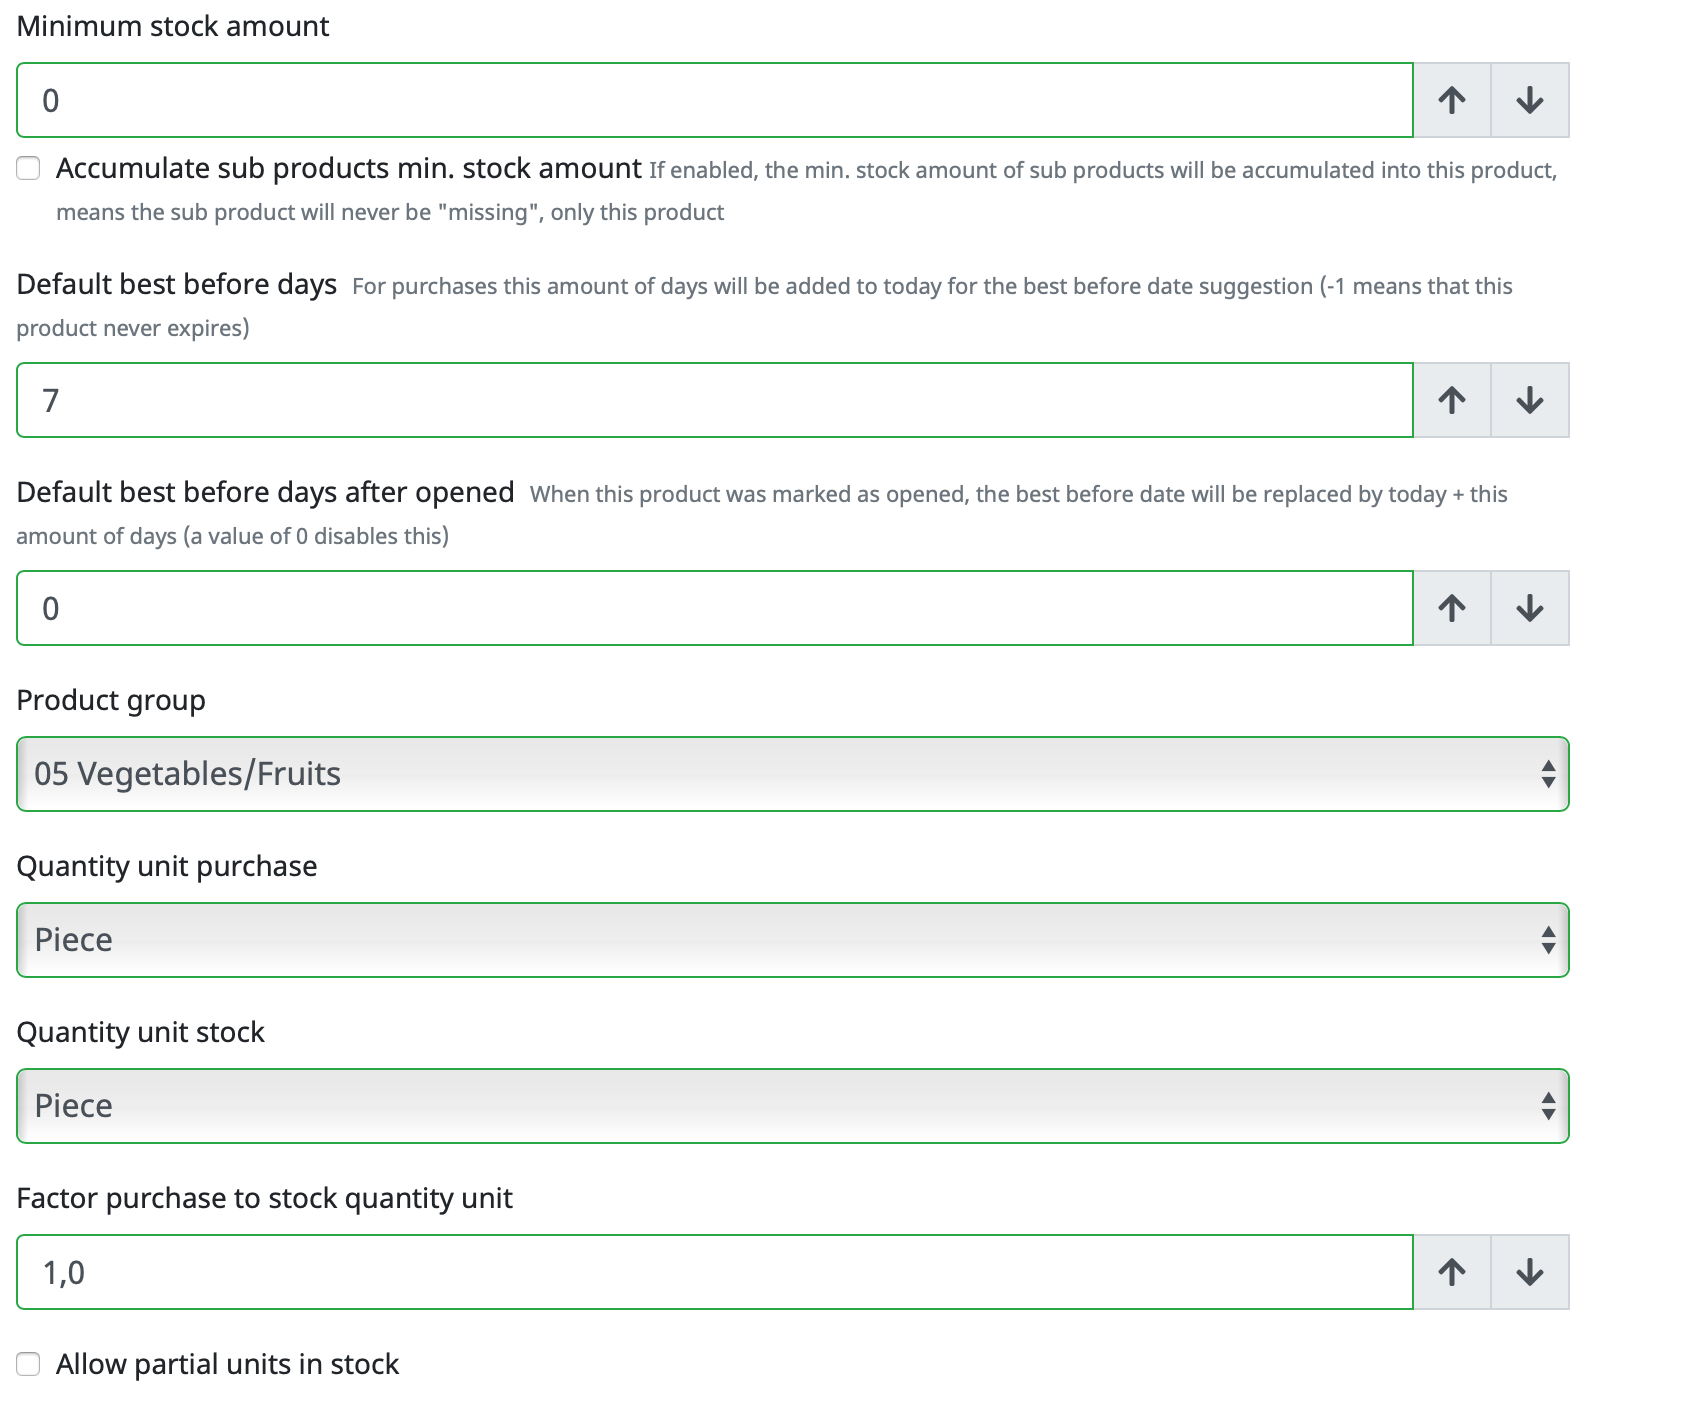 Minimum stock amount
0
Accumulate sub products min. stock amount If enabled, the min. stock amount of sub products will be accumulated into this product,
means the sub product will never be "missing", only this product
Default best before days For purchases this amount of days will be added to today for the best before date suggestion (-1 means that this
product never expires)
7
Default best before days after opened When this product was marked as opened, the best before date will be replaced by today + this
amount of days (a value of 0 disables this)
0
Product group
05 Vegetables/Fruits
Quantity unit purchase
Piece
Quantity unit stock
Piece
Factor purchase to stock quantity unit
1,0
Allow partial units in stock